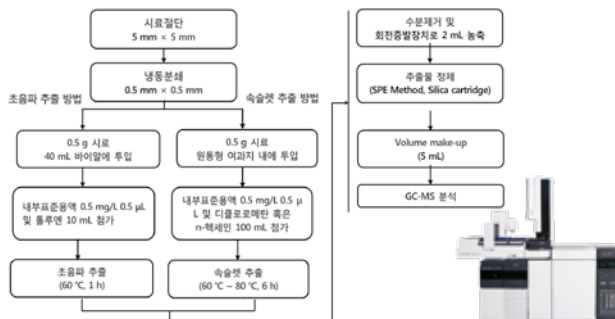 시료절단
5 mm × 5 mm
냉동분쇄
0.5 mm × 0.5 mm
초음파 추출 방법
속슬렛 추출 방법
0.5 g 시료
40 mL 바이알에 투입
0.5 g 시료
원통형 여과지 내에 투입
내부표준용액 0.5 mg/L 0.5 μL
및 톨루엔 10 mL 첨가
내부표준용액 0.5 mg/L 0.5 μ
L 및 디클로로메탄 혹은
n-헥세인 100 mL 첨가
초음파 추출
(60 ℃, 1 h)
속슬렛 추출
(60 ℃ ~ 80 ℃, 6 h)
수분제거 및
회전증발장치로 2 mL 농축
추출물 정제
(SPE Method, Silica cartridge)
Volume make-up
(5 mL)
GC-MS 분석